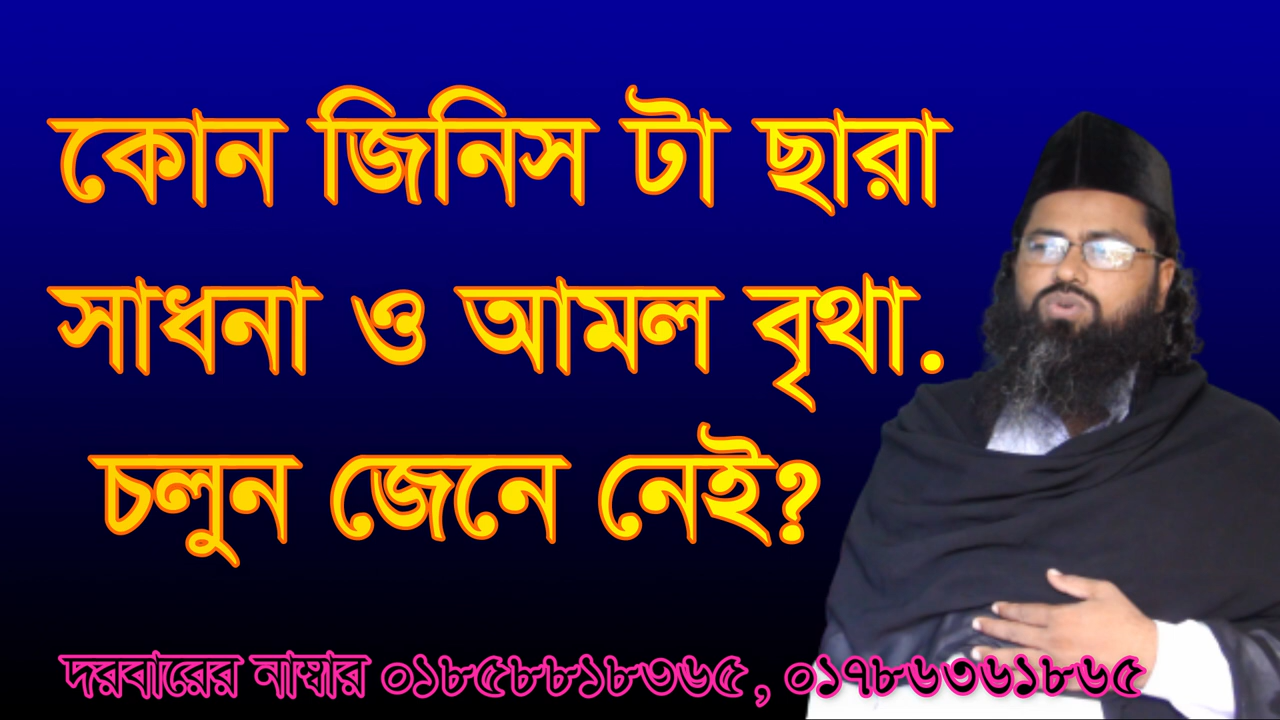 কোন জিনিস টা ছারা
সাধনা ও আমল বৃথা.
চলুন জেনে নেই?
দরবারের নাম্বার ০১৮৫৮৮১৮৩৬৫, ০১৭৮৬৩৬১৮৬৫